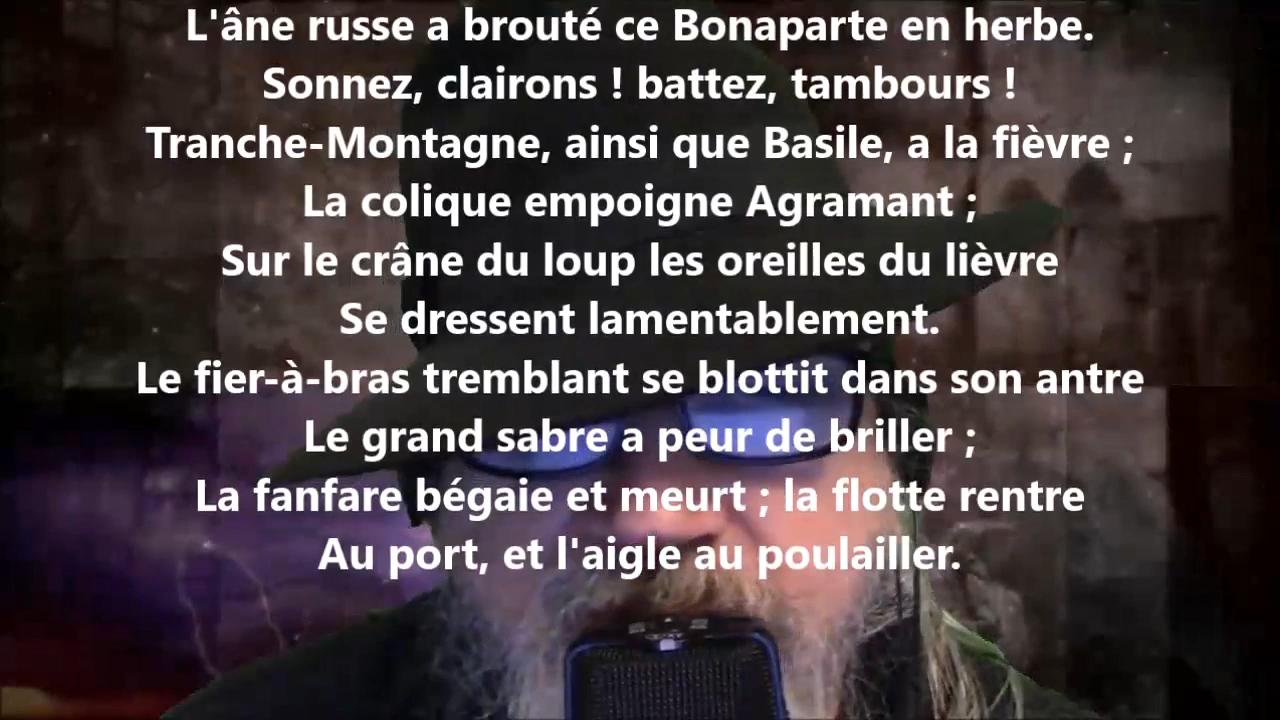 L'âne russe a brouté ce Bonaparte en herbe.
Sonnez, clairons ! battez, tambours !
Tranche-Montagne, ainsi que Basile, a la fièvre ;
La colique empoigne Agramant ;
Sur le crâne du loup les oreilles du lièvre
Se dressent lamentablement.
Le fier-à-bras tremblant se blottit dans son antre
Le grand sabre a peur de briller ;
La fanfare bégaie et meurt ; la flotte rentre
Au port, et l'aigle au poulailler.